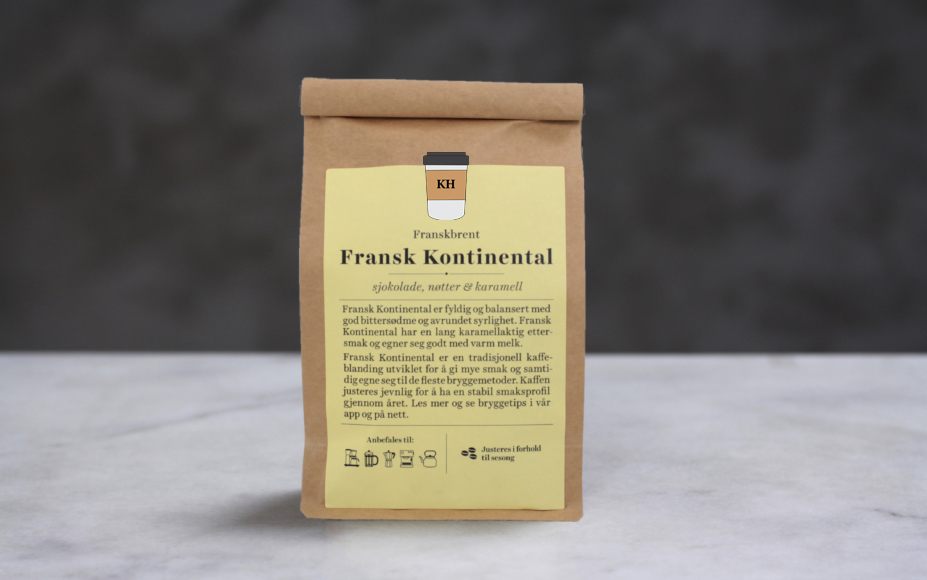 KH
Franskbrent
Fransk Kontinental
sjokolade, nøtter & karamell
Fransk Kontinental er fyldig og balansert med
god bittersødme og avrundet syrlighet. Fransk
Kontinental har en lang karamellaktig etter-
smak og egner seg godt med varm melk.
Fransk Kontinental er en tradisjonell kaffe-
blanding utviklet for å gi mye smak og samti-
dig egne seg til de fleste bryggemetoder. Kaffen
justeres jevnlig for å ha en stabil smaksprofil
gjennom året. Les mer og se bryggetips i vår
app og på nett.
Anbefales til:
Justeres i forhold
til sesong